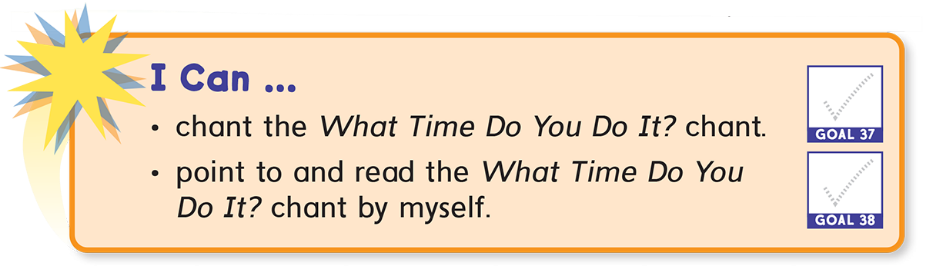 I Can ...
• chant the What Time Do You Do It? chant.
GOAL 37
• point to and read the What Time Do You
Do It? chant by myself.
GOAL 38